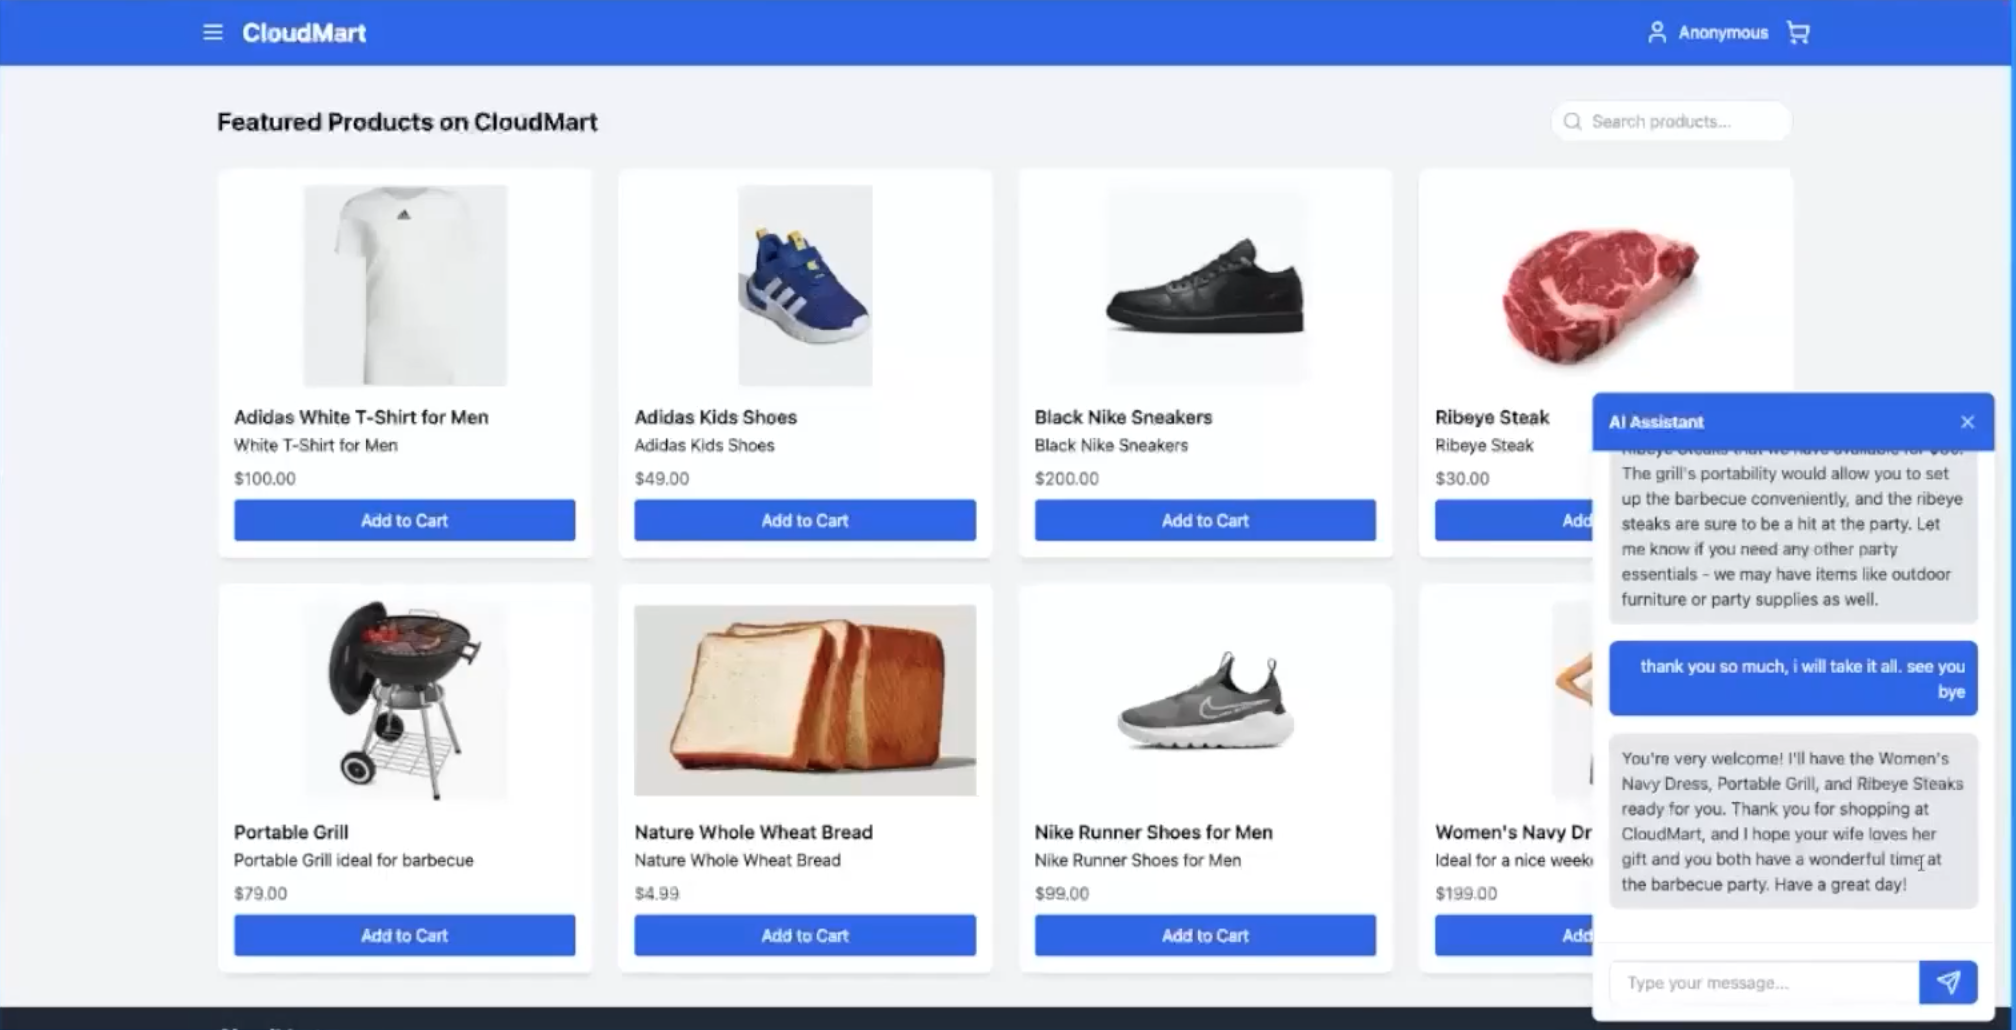 CloudMart
Anonymous
Featured Products on CloudMart
Search products...
Adidas White T-Shirt for Men
White T-Shirt for Men
$100.00
Add to Cart
Adidas Kids Shoes
Adidas Kids Shoes
$49.00
Add to Cart
Black Nike Sneakers
Black Nike Sneakers
$200.00
Add to Cart
Ribeye Steak
Ribeye Steak
$30.00
Add
Portable Grill
Portable Grill ideal for barbecue
$79.00
Add to Cart
Nature Whole Wheat Bread
Nature Whole Wheat Bread
$4.99
Add to Cart
Nike Runner Shoes for Men
Nike Runner Shoes for Men
$99.00
Add to Cart
Women's Navy Dr
Ideal for a nice week
$199.00
Add
AI Assistant
The grill's portability would allow you to set
up the barbecue conveniently, and the ribeye
steaks are sure to be a hit at the party. Let
me know if you need any other party
essentials - we may have items like outdoor
furniture or party supplies as well.
thank you so much, i will take it all. see you
bye
You're very welcome! I'll have the Women's
Navy Dress, Portable Grill, and Ribeye Steaks
ready for you. Thank you for shopping at
CloudMart, and I hope your wife loves her
gift and you both have a wonderful time at
the barbecue party. Have a great day!
Type your message...